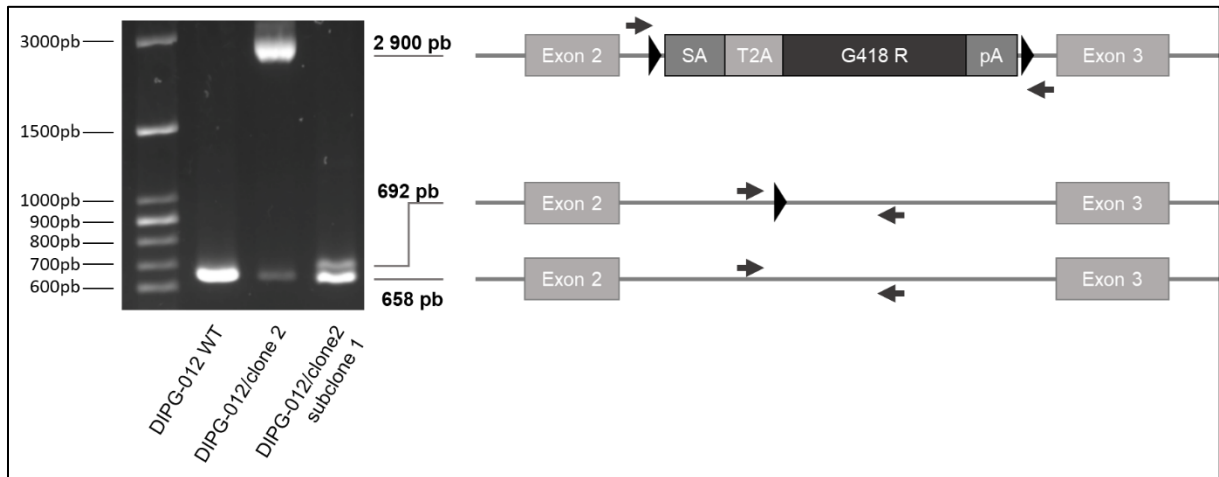 3000pb
1500pb
1000pb
900pb
800pb
700pb
600pb
2 900 pb
692 pb
658 pb
DIPG-012 WT
DIPG-012/clone 2
DIPG-012/clone2
subclone 1
Exon 2 SA T2A G418 R pA Exon 3
Exon 2 Exon 3
Exon 2 Exon 3